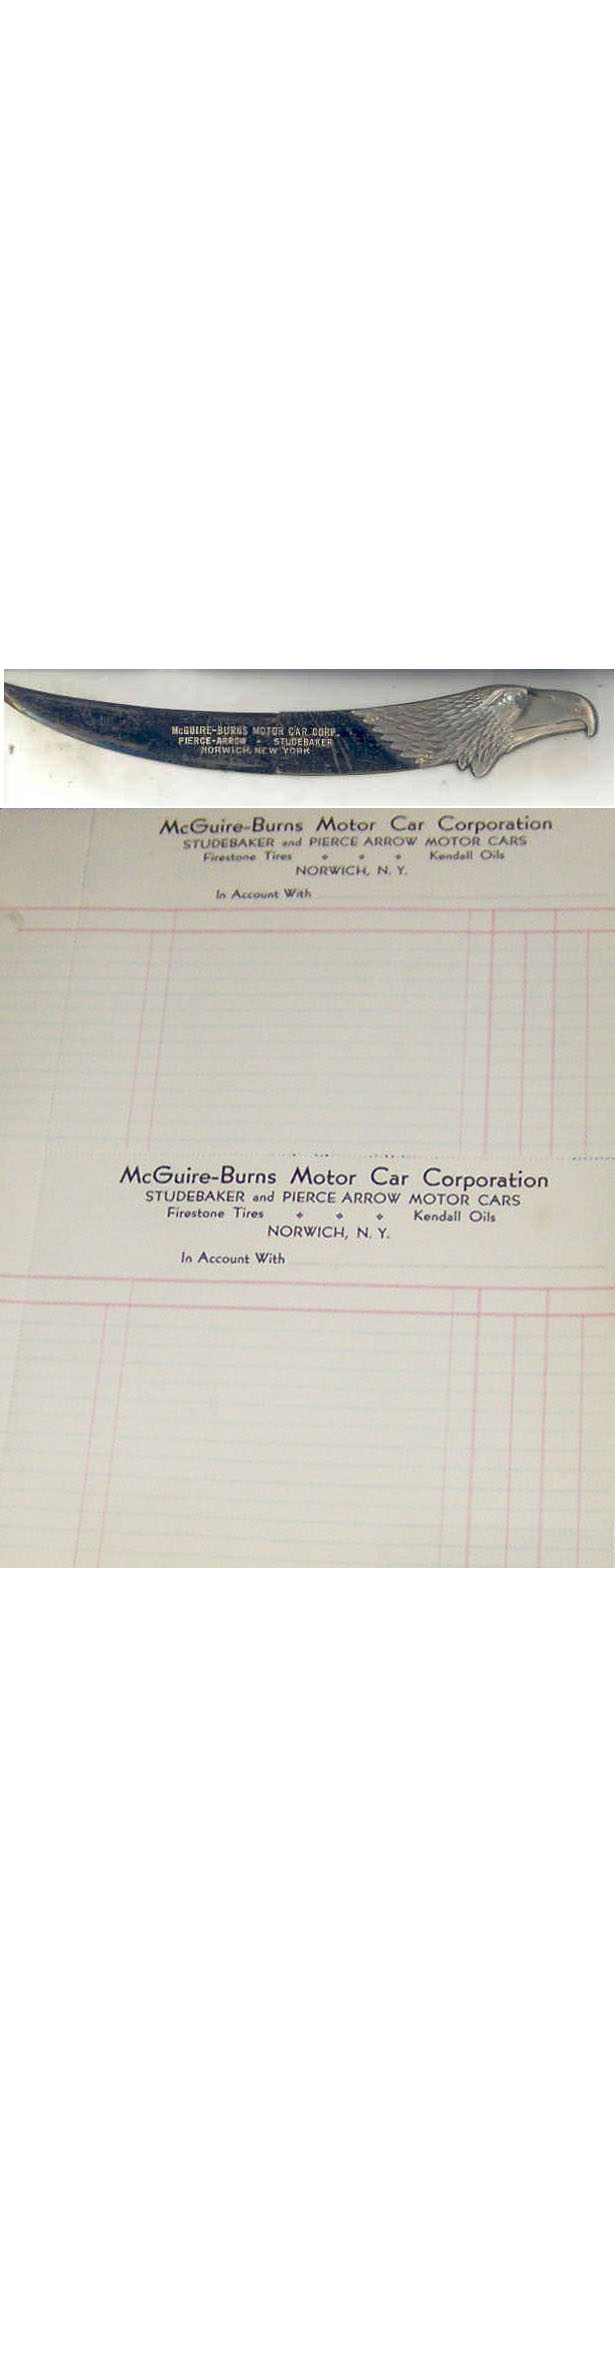 McGUIRE-BURNS MOTOR CAR CORP.
PIERCE-ARROW - STUDEBAKER
NORWICH, NEW YORK
McGuire-Burns Motor Car Corporation
STUDEBAKER and PIERCE ARROW MOTOR CARS
Firestone Tires Kendall Oils
NORWICH, N. Y.
In Account With
McGuire-Burns Motor Car Corporation
STUDEBAKER and PIERCE ARROW MOTOR CARS
Firestone Tires Kendall Oils
NORWICH, N. Y.
In Account With